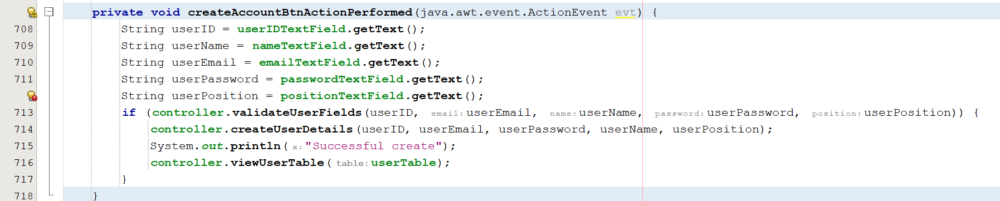 private void createAccountBtnActionPerformed(java.awt.event.ActionEvent evt) {
708 String userID = userIDTextField.getText();
709 String userName = nameTextField.getText();
710 String userEmail = emailTextField.getText();
711 String userPassword = passwordTextField.getText();
String userPosition = positionTextField.getText();
713 if (controller.validateUserFields(userID, email:userEmail, name:userName, password:userPassword, position:userPosition)) {
714 controller.createUserDetails(userID, userEmail, userPassword, userName, userPosition);
715 System.out.println(x:"Successful create");
716 controller.viewUserTable(table:userTable);
717 }
718 }